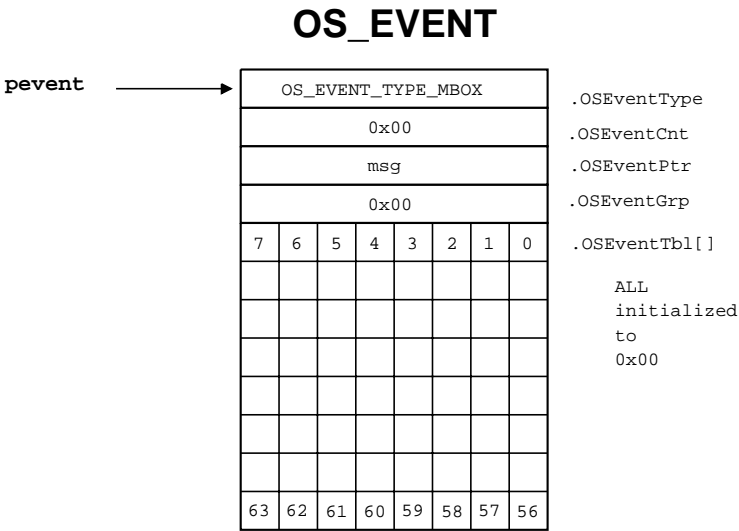 OS_EVENT
pevent
OS_EVENT_TYPE_MBOX .OSEventType
0x00 .OSEventCnt
msg .OSEventPtr
0x00 .OSEventGrp
7 6 5 4 3 2 1 0 .OSEventTbl[]
ALL
initialized
to
0x00
63 62 61 60 59 58 57 56